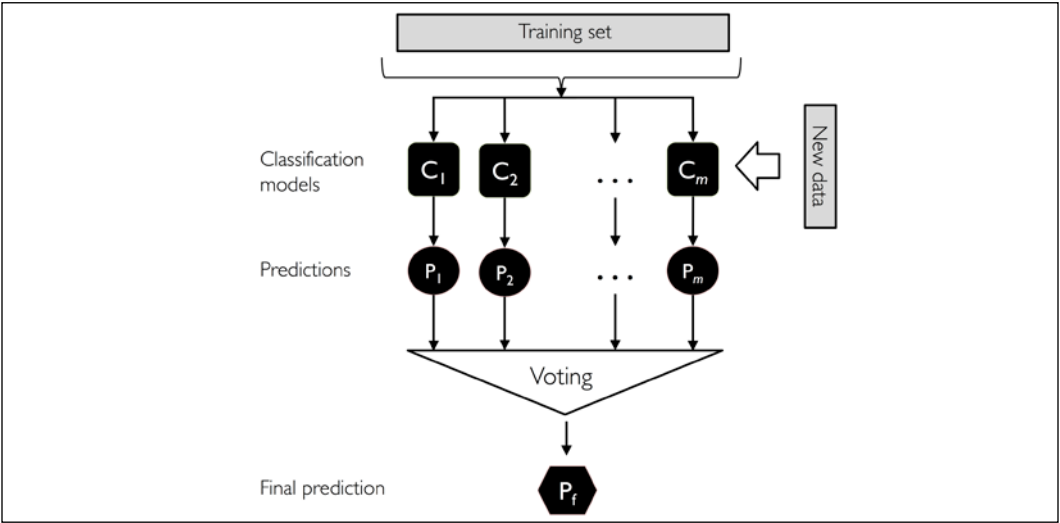 Training set
Classification
models
C1 C2 ... Cm
New data
Predictions
P1 P2 ... Pm
Voting
Final prediction
Pf